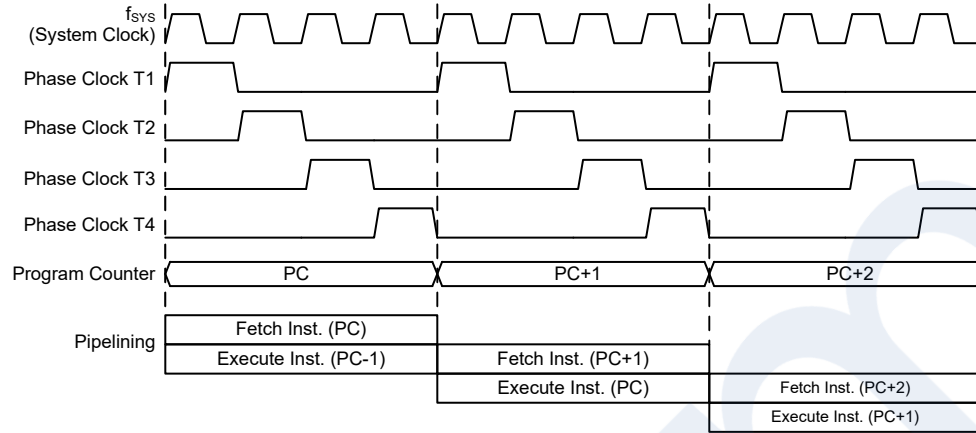 fSYS
(System Clock)
Phase Clock T1
Phase Clock T2
Phase Clock T3
Phase Clock T4
Program Counter PC PC+1 PC+2
Pipelining
Fetch Inst. (PC)
Execute Inst. (PC-1) Fetch Inst. (PC+1)
Execute Inst. (PC) Fetch Inst. (PC+2)
Execute Inst. (PC+1)